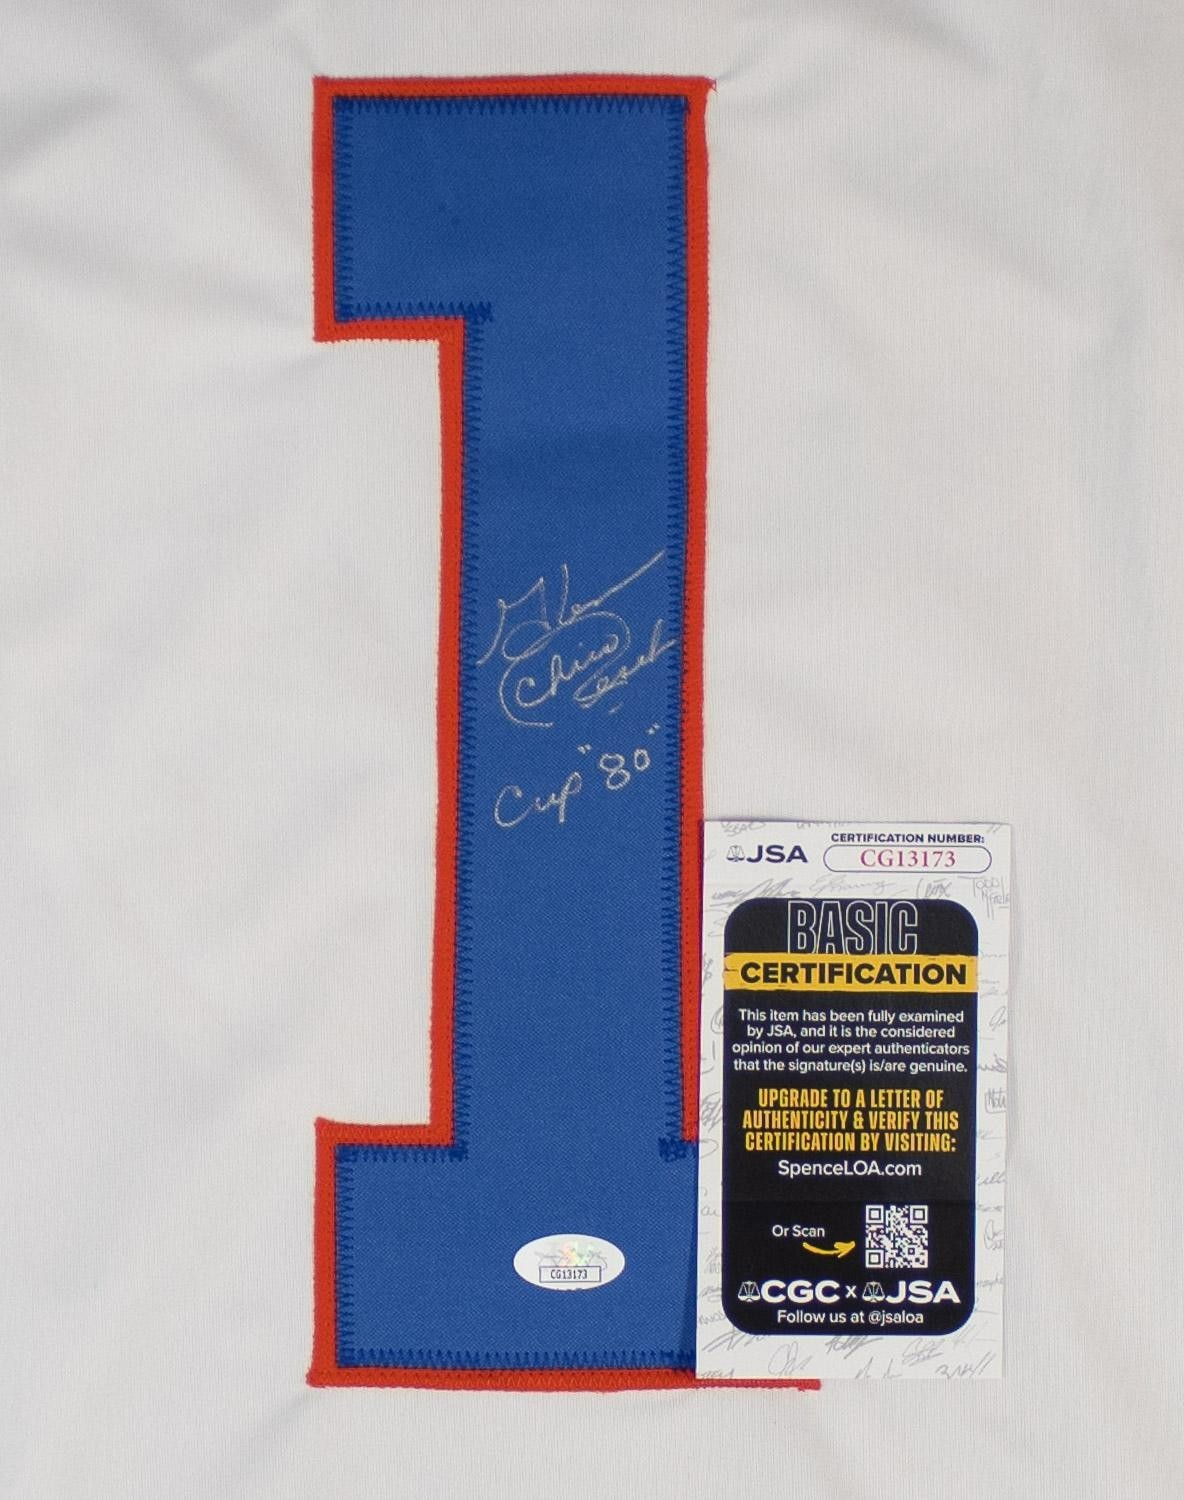 1
Glenn
Chico Resch
Cup "80"
JSA
CERTIFICATION NUMBER:
CG13173
BASIC
CERTIFICATION
This item has been fully examined
by JSA, and it is the considered
opinion of our expert authenticators
that the signature(s) is/are genuine.
UPGRADE TO A LETTER OF
AUTHENTICITY & VERIFY THIS
CERTIFICATION BY VISITING:
SpenceLOA.com
Or Scan
CGC x JSA
Follow us at @jsaloa
CG13173